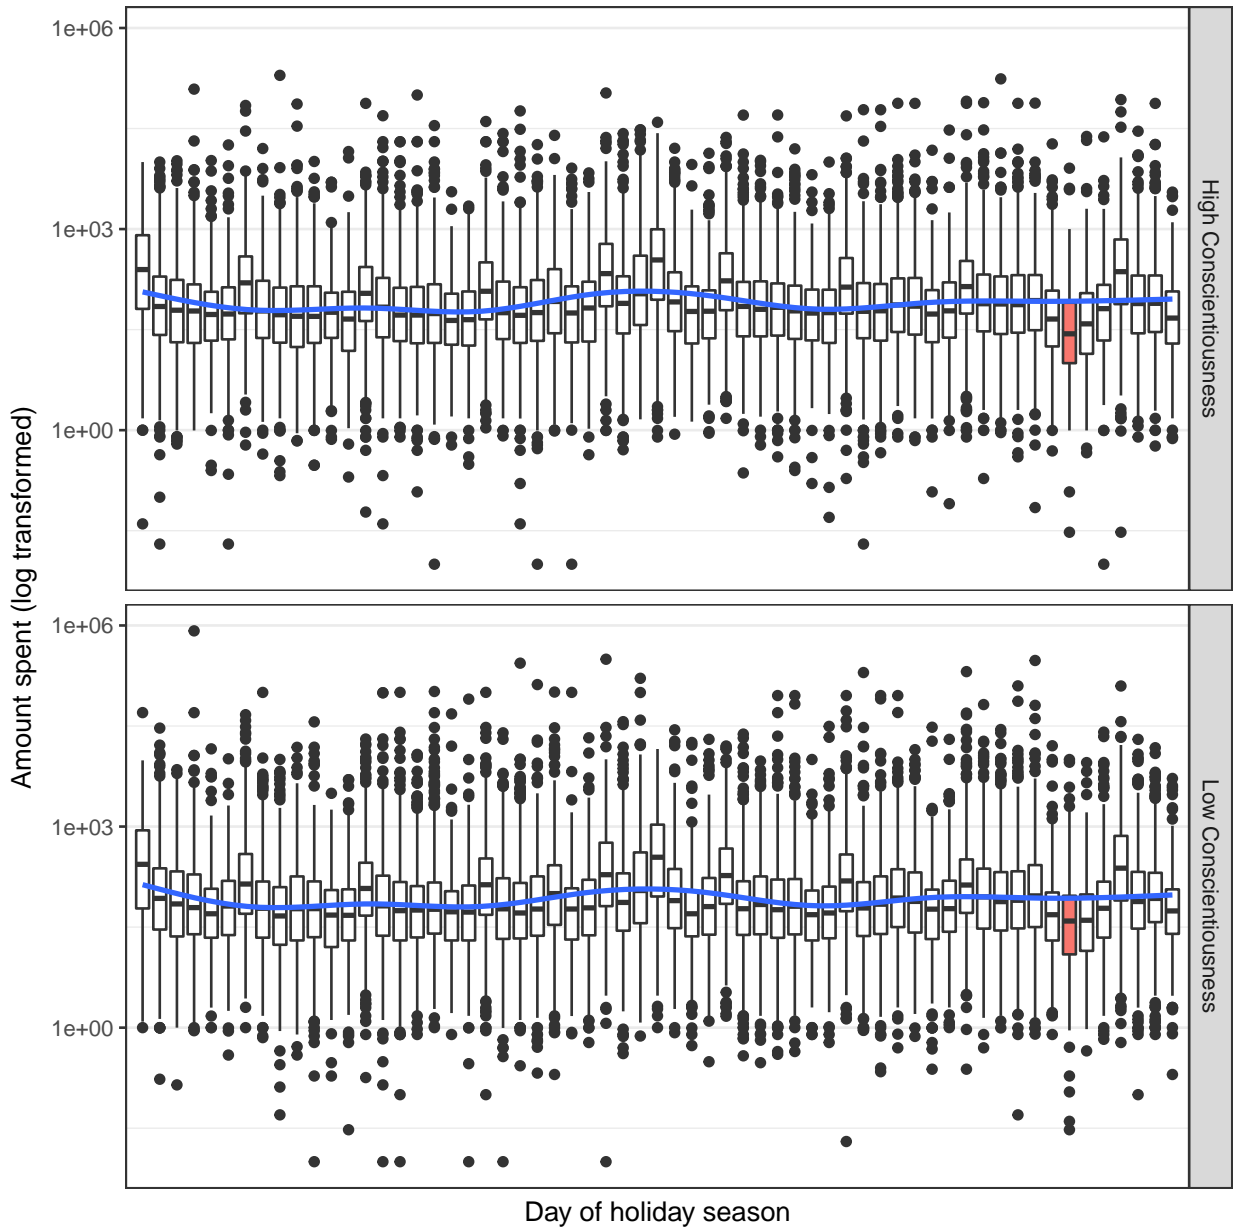 Amount spent (log transformed)
1e+06
1e+03
1e+00
High Conscientiousness
1e+06
1e+03
1e+00
Low Conscientiousness
Day of holiday season